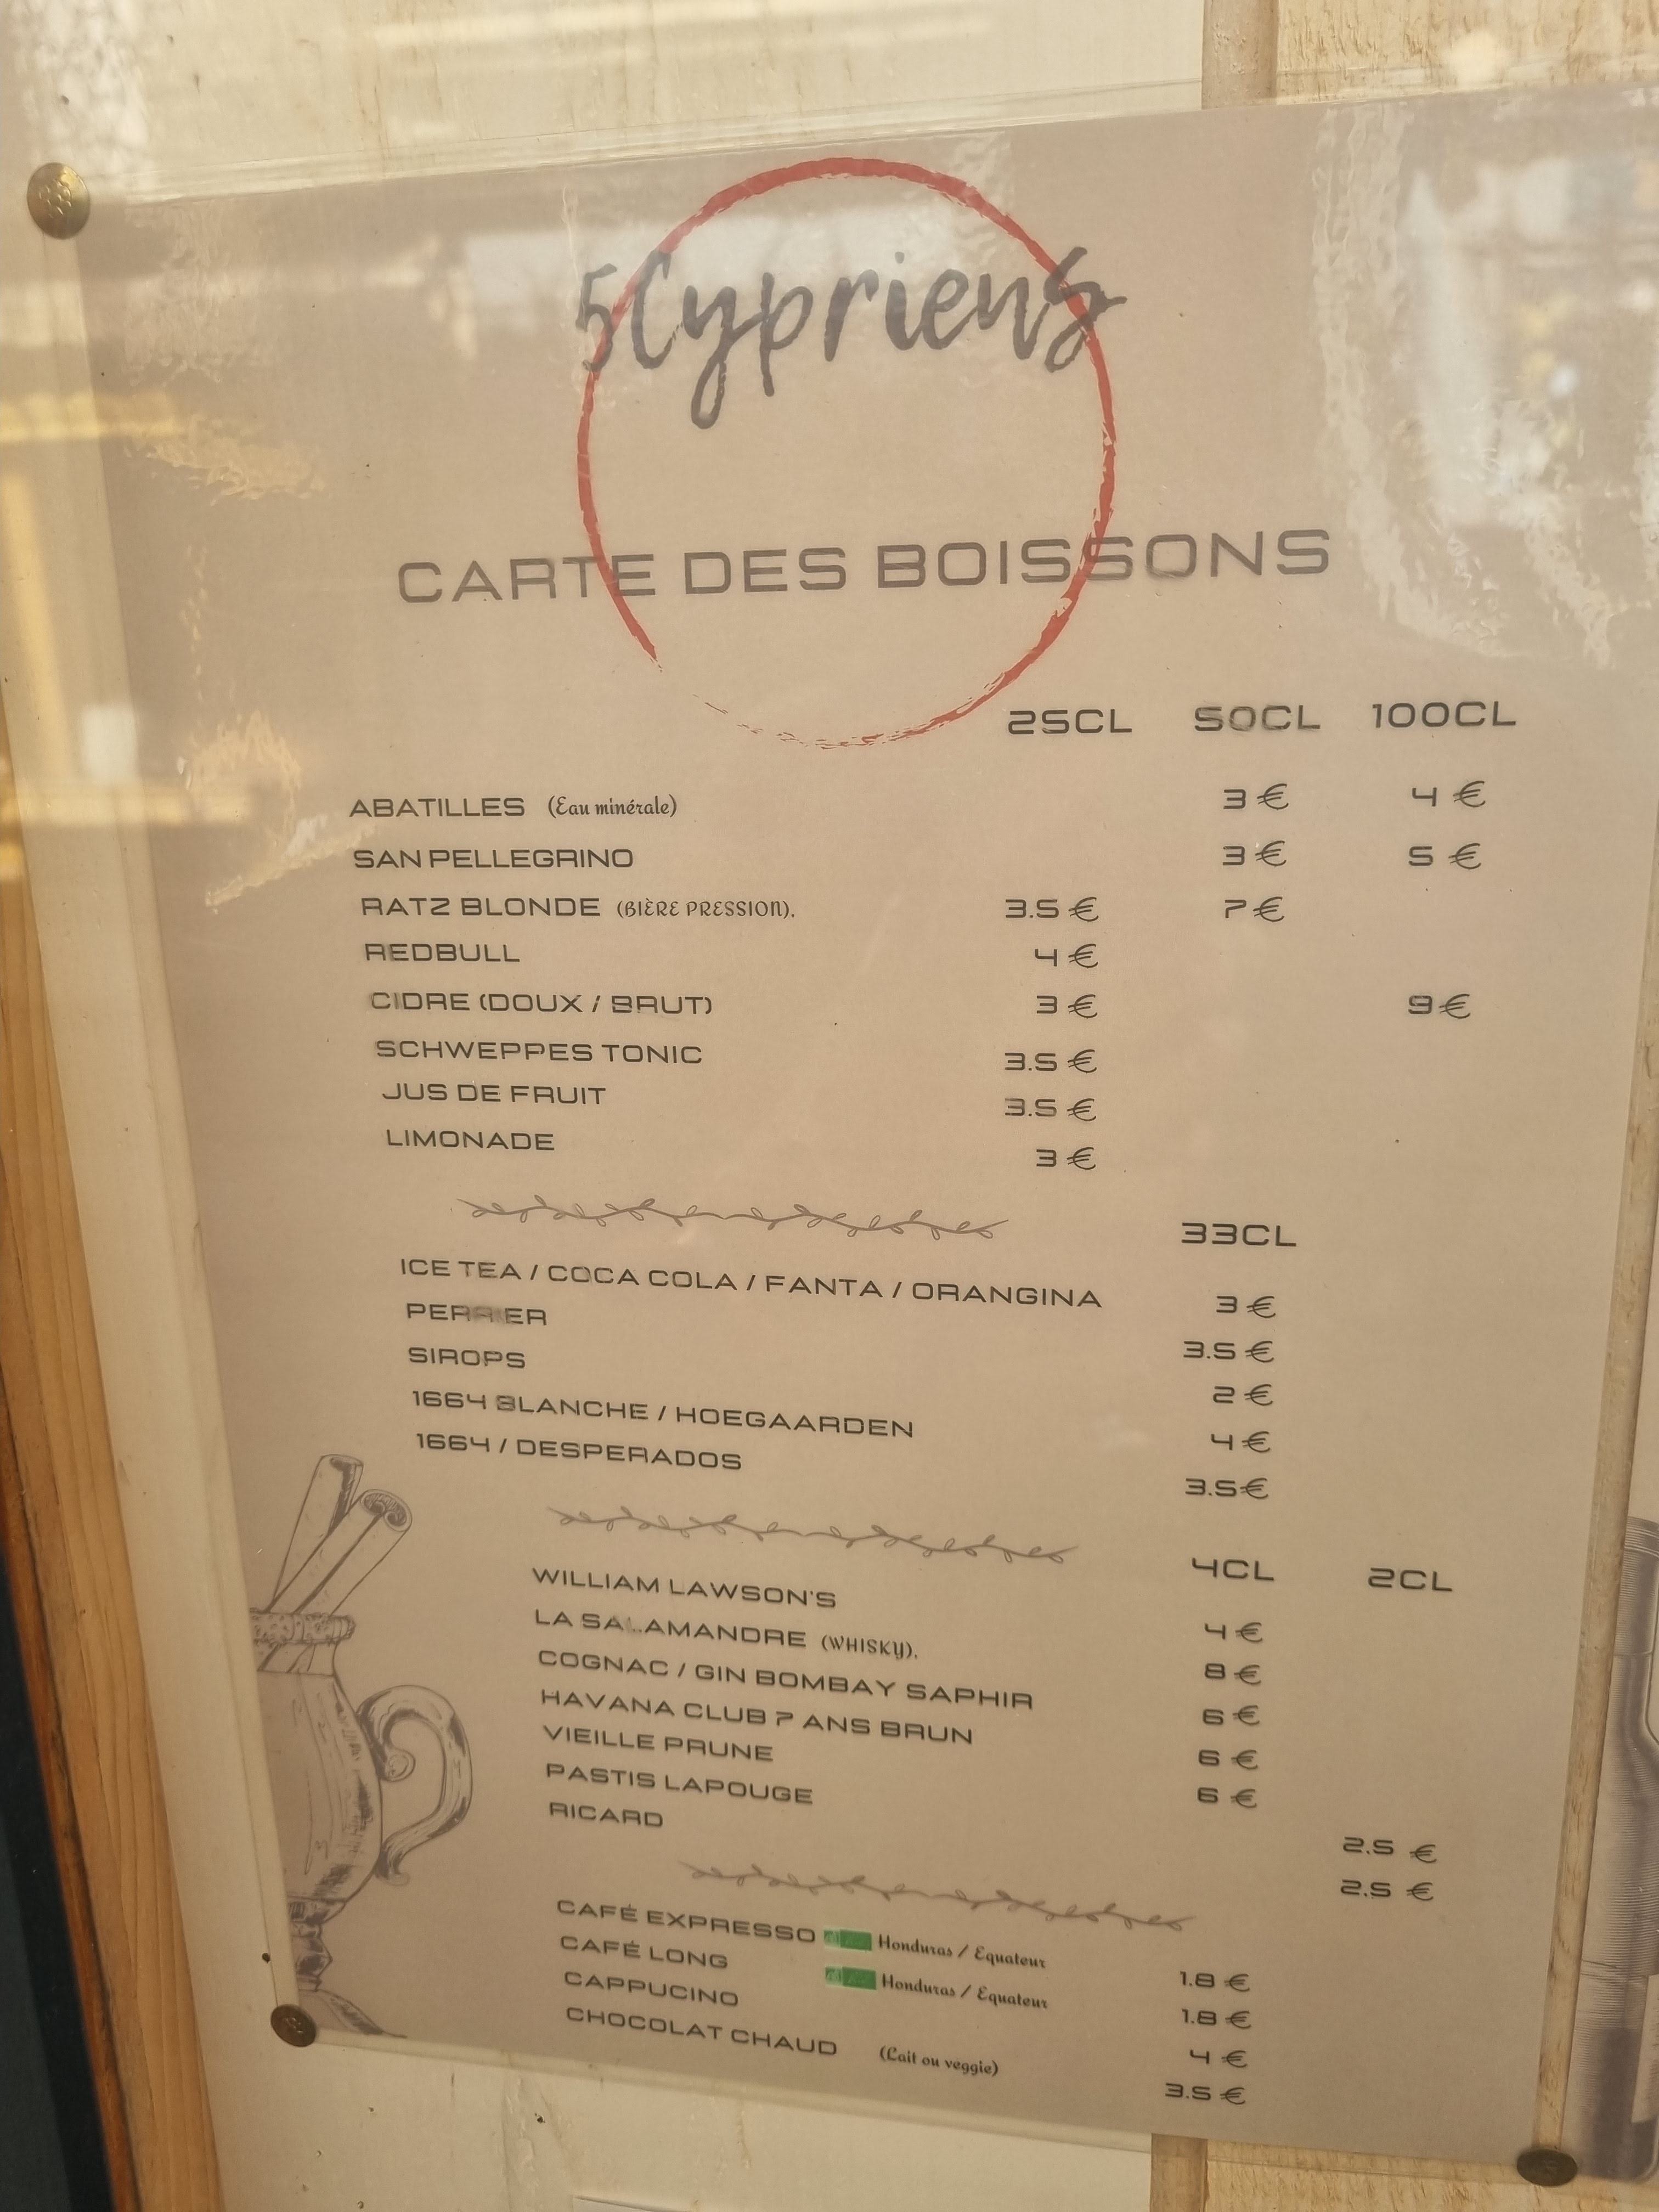 5Cypriens
CARTE DES BOISSONS
25CL 50CL 100CL
ABATILLES (Eau minérale) 3 € 4 €
SAN PELLEGRINO 3 € 5 €
RATZ BLONDE (BIÈRE PRESSION). 3.5 € 7 €
REDBULL 4 €
CIDRE (DOUX / BRUT) 3 € 9 €
SCHWEPPES TONIC 3.5 €
JUS DE FRUIT 3.5 €
LIMONADE 3 €
33CL
ICE TEA / COCA COLA / FANTA / ORANGINA 3 €
PERRIER 3.5 €
SIROPS 2 €
1664 BLANCHE / HOEGAARDEN 4 €
1664 / DESPERADOS 3.5 €
4CL 2CL
WILLIAM LAWSON'S 4 €
LA SALAMANDRE (WHISKY). 8 €
COGNAC / GIN BOMBAY SAPHIR 6 €
HAVANA CLUB 7 ANS BRUN 6 €
VIEILLE PRUNE 6 €
PASTIS LAPOUGE 2.5 €
RICARD 2.5 €
CAFÉ EXPRESSO Honduras / Equateur 1.8 €
CAFÉ LONG Honduras / Equateur 1.8 €
CAPPUCINO 4 €
CHOCOLAT CHAUD (Lait ou veggie) 3.5 €